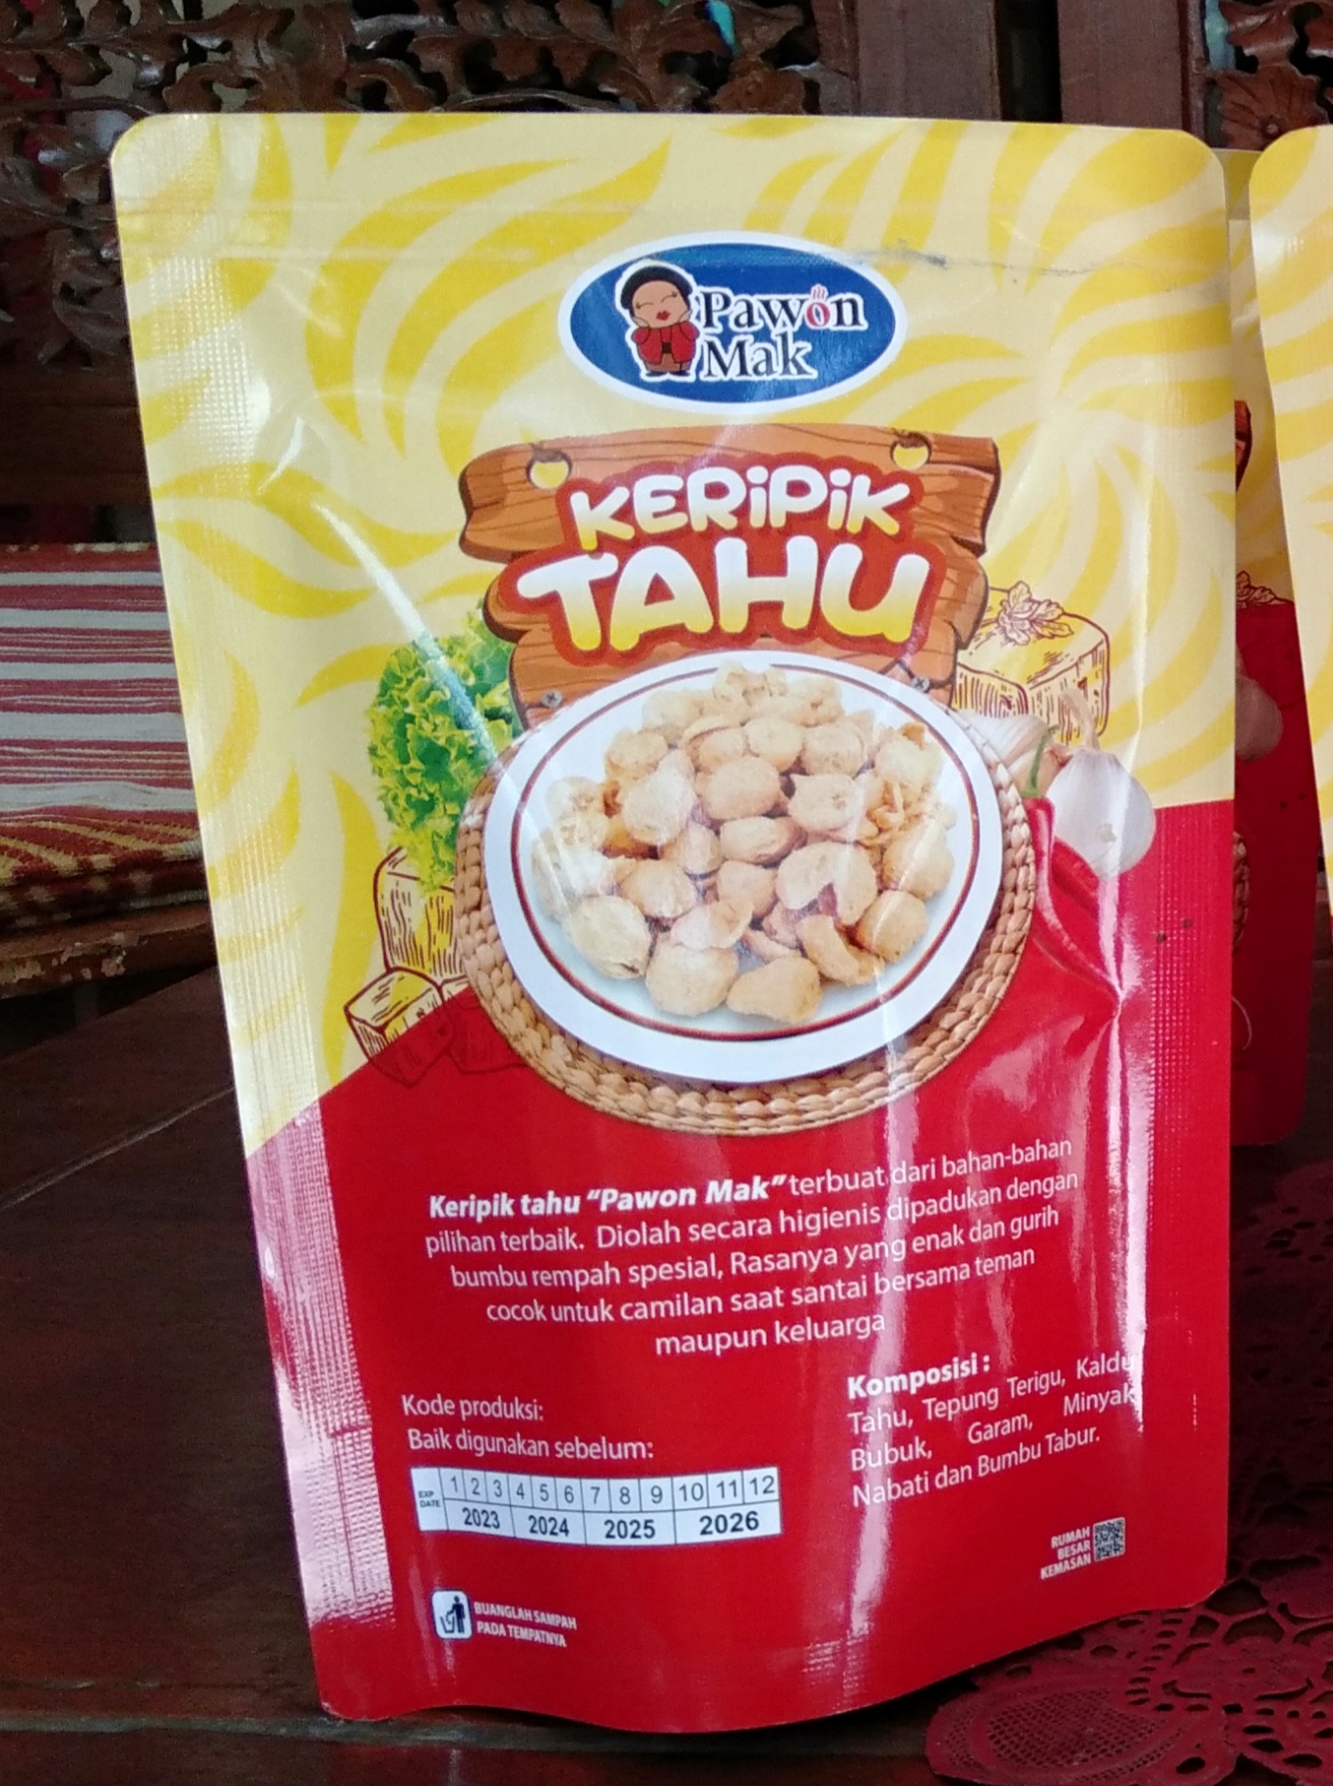 Pawon
Mak
KERiPiK
TAHU
Keripik tahu “Pawon Mak” terbuat dari bahan-bahan
pilihan terbaik. Diolah secara higienis dipadukan dengan
bumbu rempah spesial, Rasanya yang enak dan gurih
cocok untuk camilan saat santai bersama teman
maupun keluarga
Komposisi :
Tahu, Tepung Terigu, Kaldu
Bubuk, Garam, Minyak
Nabati dan Bumbu Tabur.
Kode produksi:
Baik digunakan sebelum:
EXP
DATE
1 2 3 4 5 6 7 8 9 10 11 12
2023 2024 2025 2026
RUMAH
BESAR
KEMASAN
BUANGLAH SAMPAH
PADA TEMPATNYA